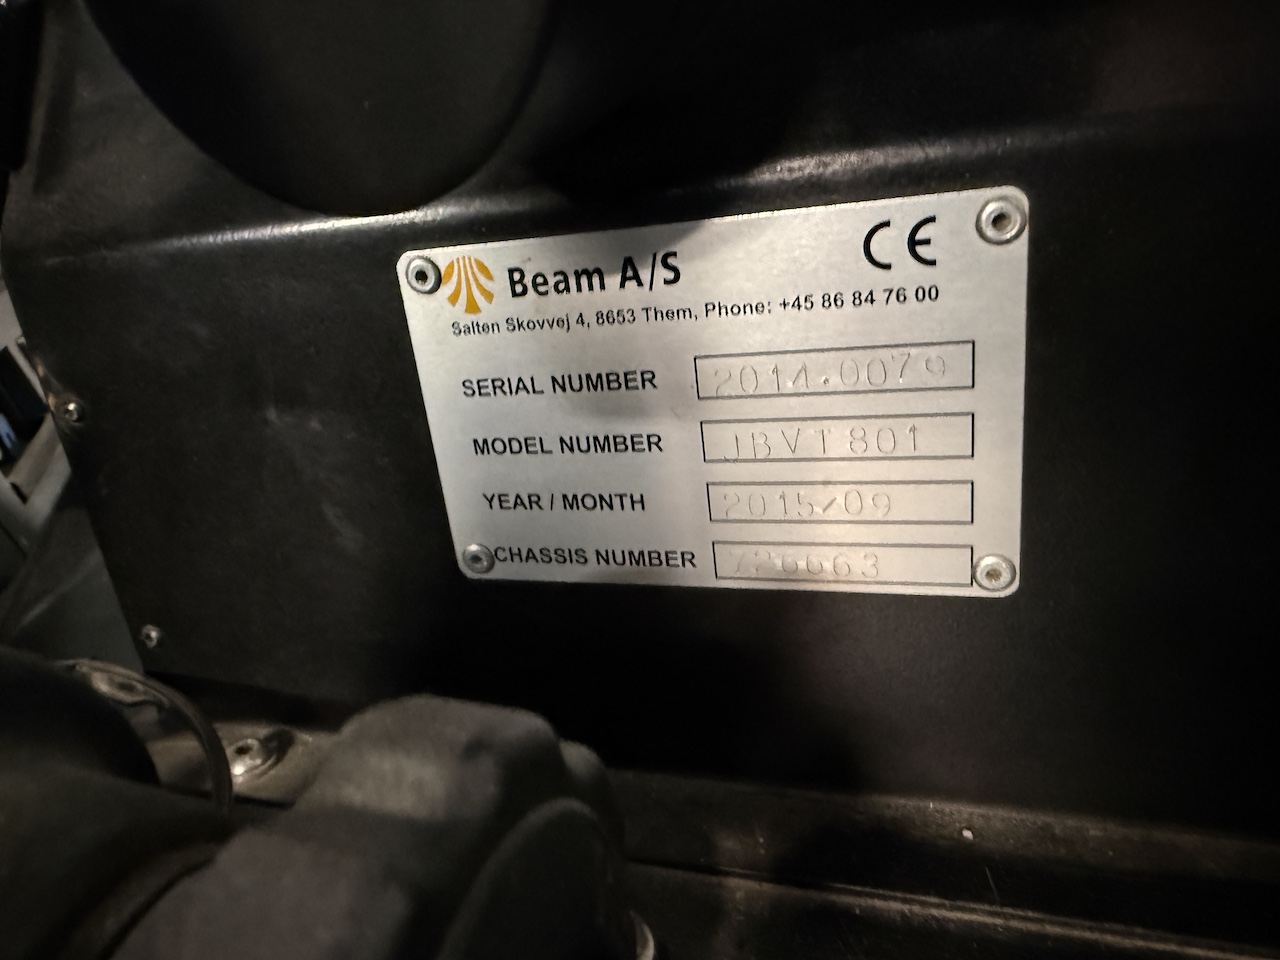 Beam A/S
CE
Salten Skovvej 4, 8653 Them, Phone: +45 86 84 76 00
SERIAL NUMBER 2014.0079
MODEL NUMBER JBVT801
YEAR / MONTH 2015/09
CHASSIS NUMBER 726663